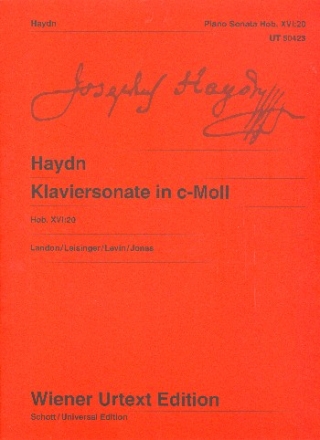 Haydn Piano Sonata Hob. XVI:20
UT 50423
Joseph Haydn
Haydn
Klaviersonate in c-Moll
Hob. XVI:20
Landon/Leisinger/Levin/Jonas
Wiener Urtext Edition
Schott/Universal Edition